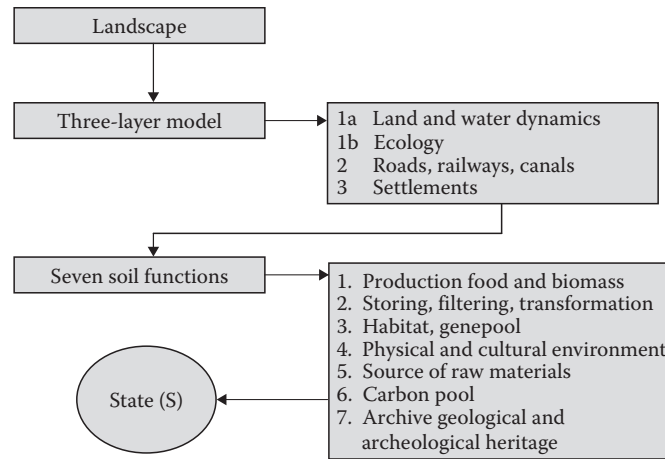 Landscape
Three-layer model
1a Land and water dynamics
1b Ecology
2 Roads, railways, canals
3 Settlements
Seven soil functions
1. Production food and biomass
2. Storing, filtering, transformation
3. Habitat, genepool
4. Physical and cultural environment
5. Source of raw materials
6. Carbon pool
7. Archive geological and
archeological heritage
State (S)